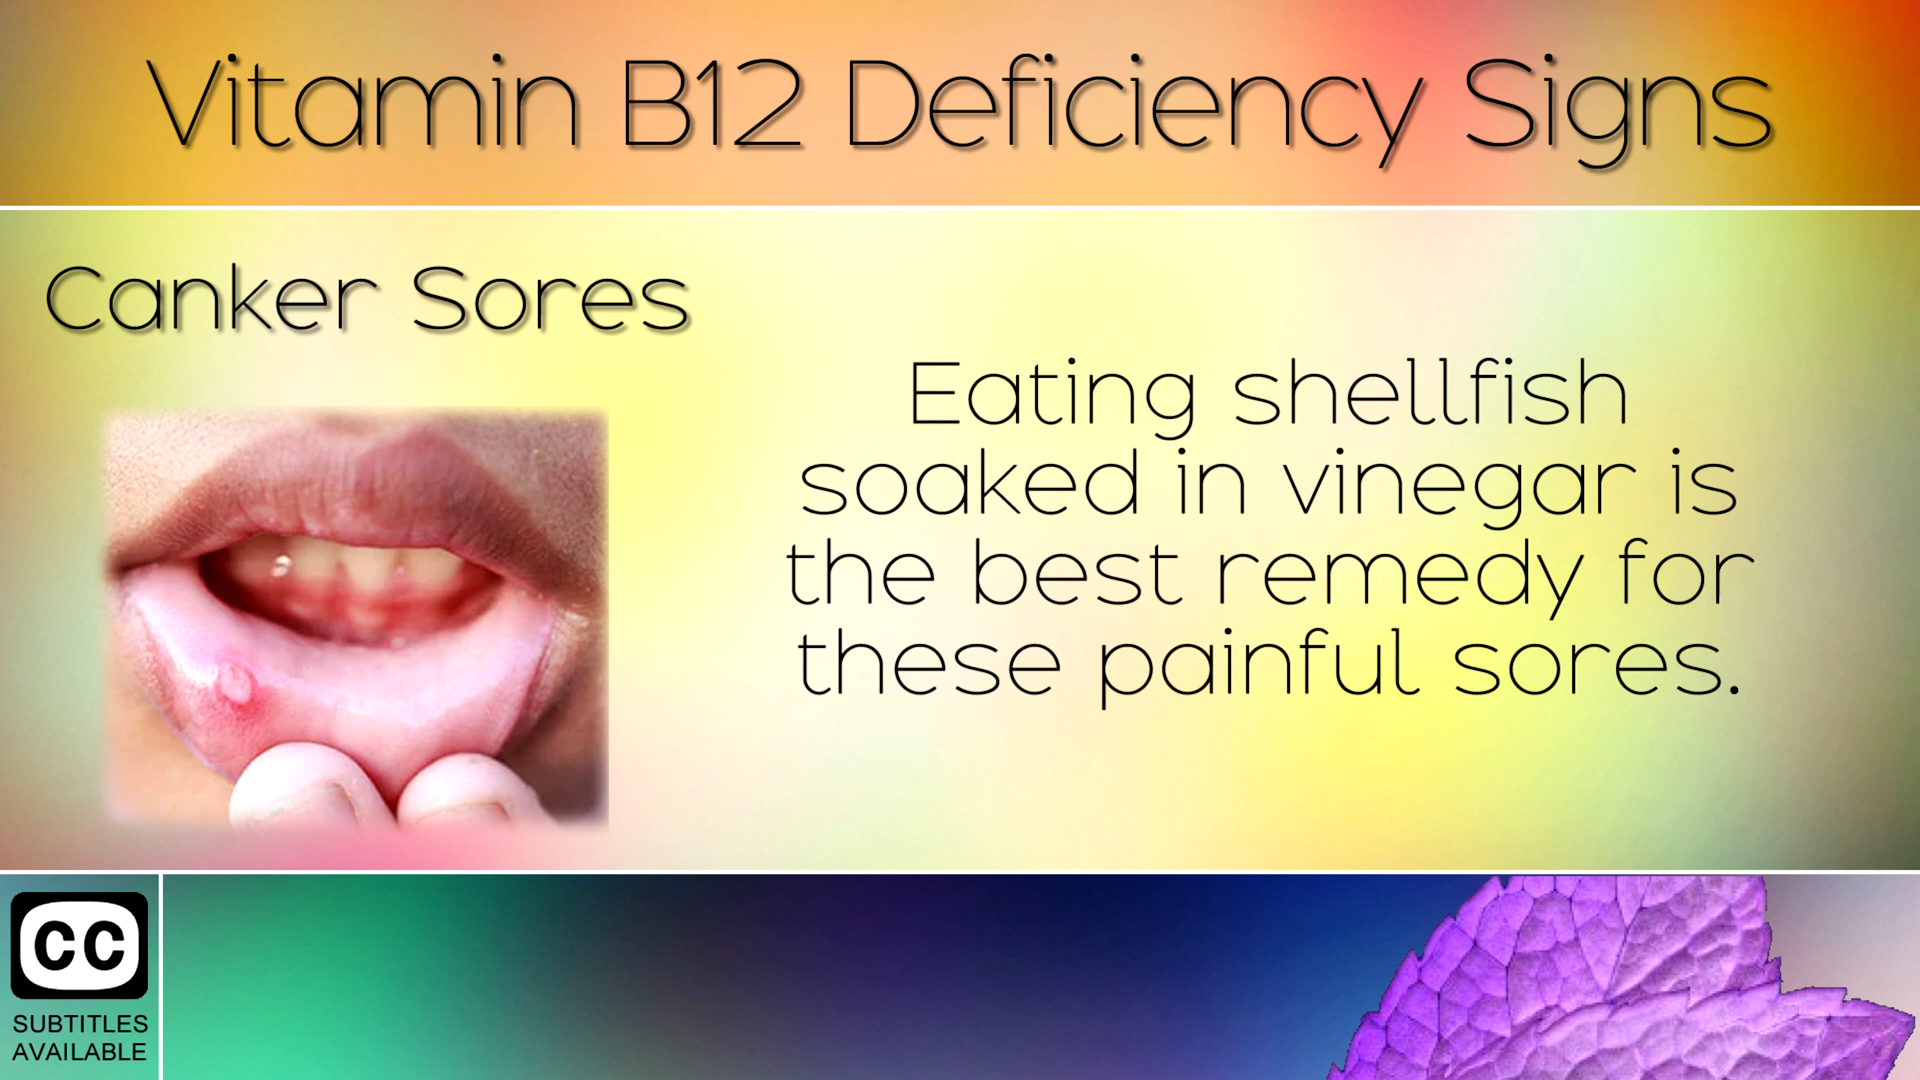 Vitamin B12 Deficiency Signs
Canker Sores
Eating shellfish
soaked in vinegar is
the best remedy for
these painful sores.
CC
SUBTITLES
AVAILABLE